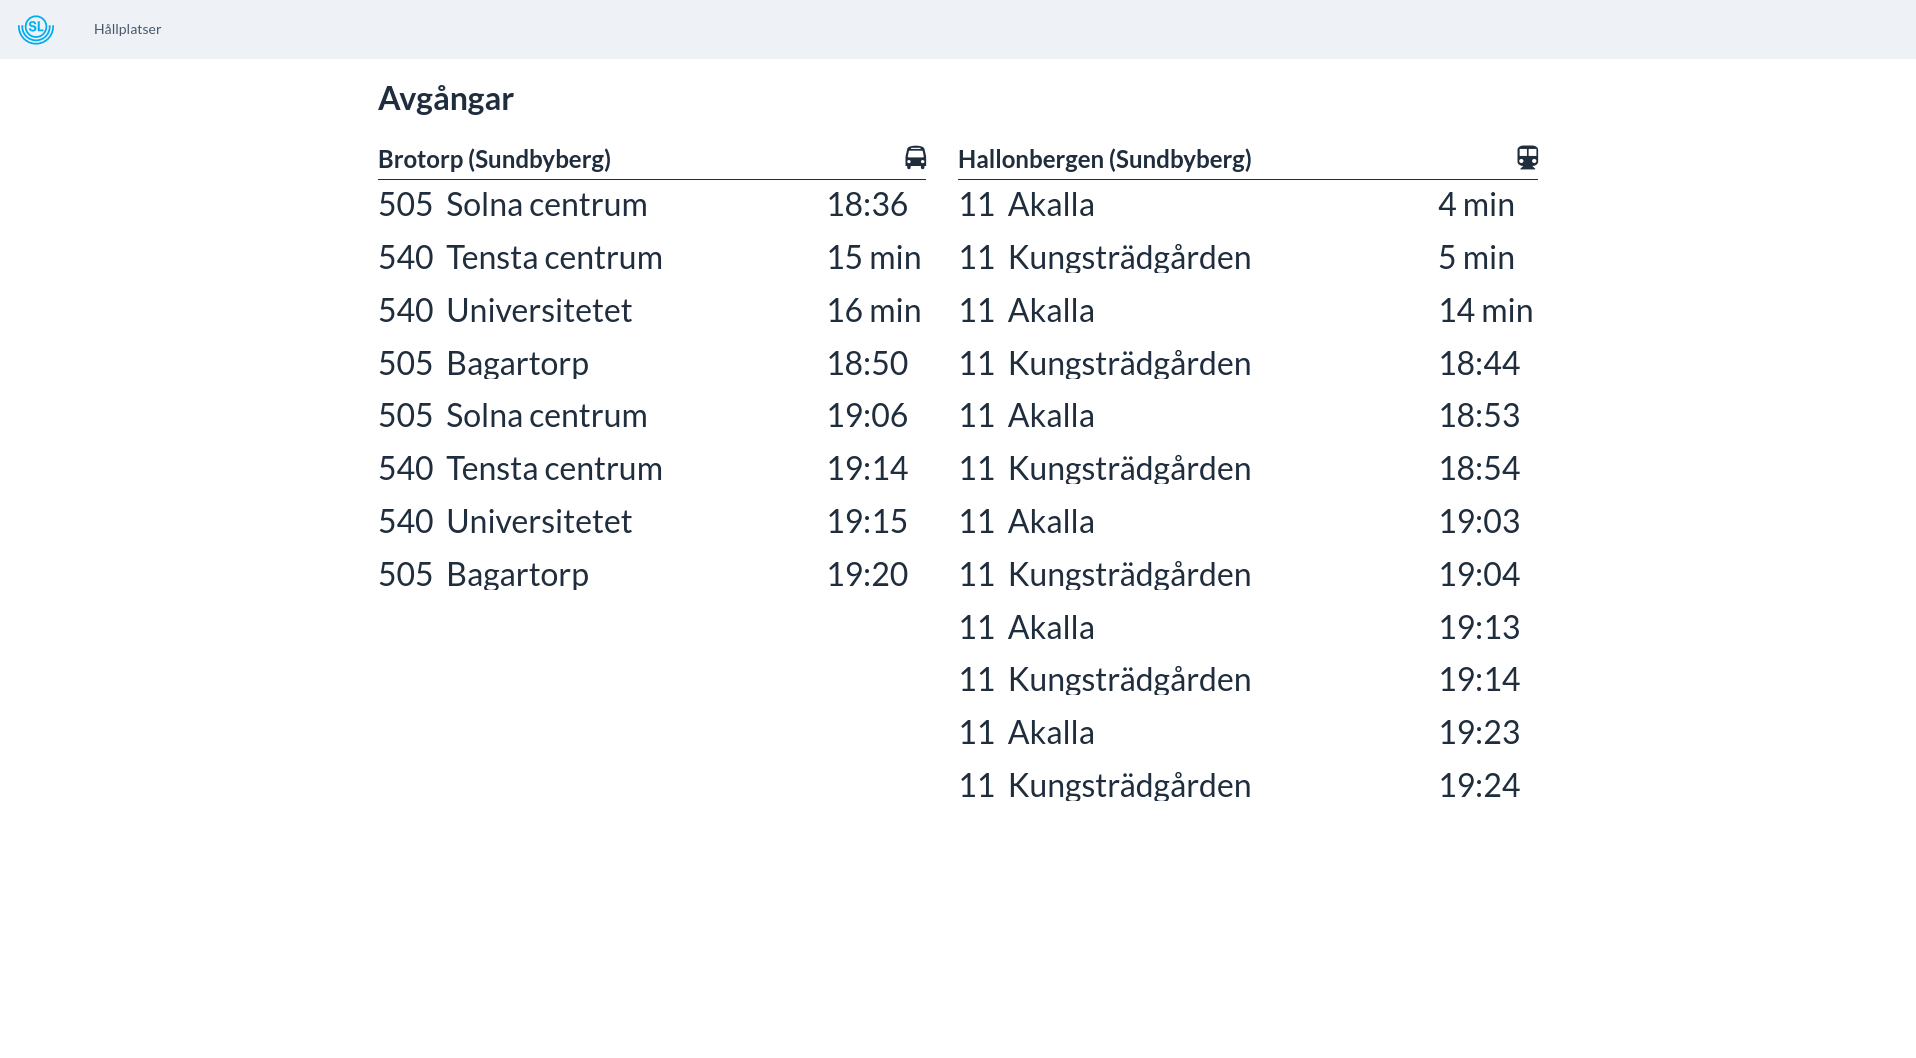 SL
Hållplatser
Avgångar
Brotorp (Sundbyberg)
505 Solna centrum 18:36
540 Tensta centrum 15 min
540 Universitetet 16 min
505 Bagartorp 18:50
505 Solna centrum 19:06
540 Tensta centrum 19:14
540 Universitetet 19:15
505 Bagartorp 19:20
Hallonbergen (Sundbyberg)
11 Akalla 4 min
11 Kungsträdgården 5 min
11 Akalla 14 min
11 Kungsträdgården 18:44
11 Akalla 18:53
11 Kungsträdgården 18:54
11 Akalla 19:03
11 Kungsträdgården 19:04
11 Akalla 19:13
11 Kungsträdgården 19:14
11 Akalla 19:23
11 Kungsträdgården 19:24